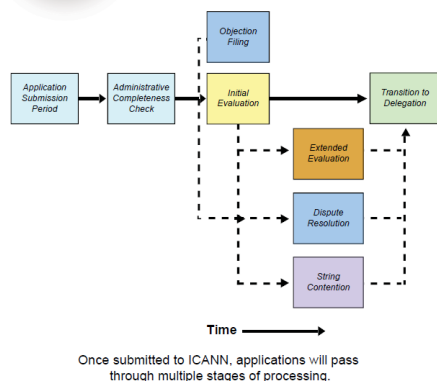 Objection
Filing
Application
Submission
Period
Administrative
Completeness
Check
Initial
Evaluation
Transition to
Delegation
Extended
Evaluation
Dispute
Resolution
String
Contention
Time
Once submitted to ICANN, applications will pass
through multiple stages of processing.